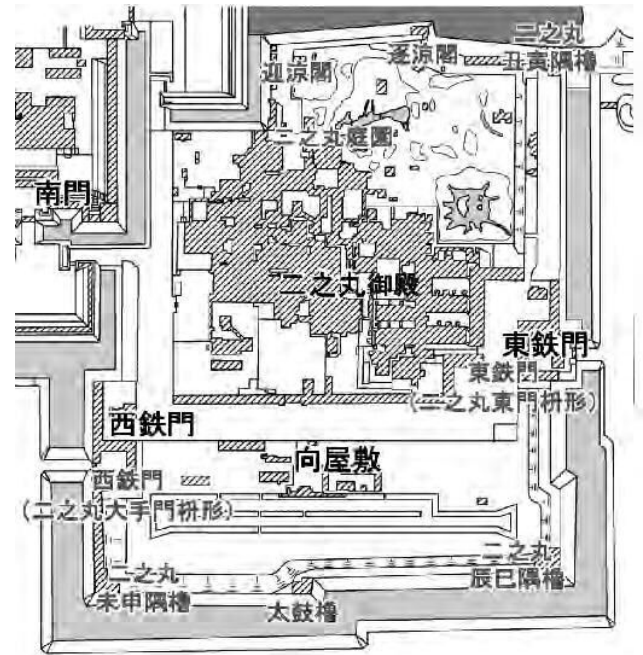 二之丸
丑寅隅櫓
迎涼閣
逐涼閣
二之丸庭園
南門
二之丸御殿
東鉄門
東鉄門
(二之丸東門枡形)
西鉄門
西鉄門
(二之丸大手門枡形)
向屋敷
二之丸
未申隅櫓
太鼓櫓
二之丸
辰巳隅櫓